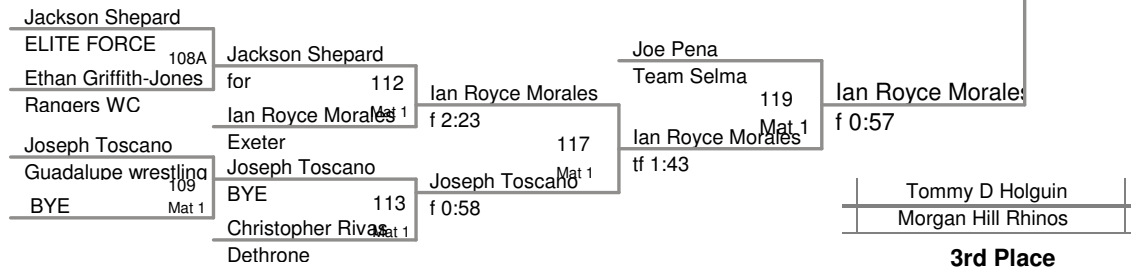 Jackson Shepard
ELITE FORCE
108A
Ethan Griffith-Jones
Rangers WC
Joseph Toscano
Guadalupe wrestling
109
BYE
Mat 1
Jackson Shepard
for
112
Ian Royce Morales
Mat 1
Exeter
Joseph Toscano
BYE
113
Christopher Rivas
Mat 1
Dethrone
Ian Royce Morales
f 2:23
117
Mat 1
Joseph Toscano
f 0:58
Joe Pena
Team Selma
119
Mat 1
Ian Royce Morales
tf 1:43
Ian Royce Morales
f 0:57
Tommy D Holguin
Morgan Hill Rhinos
3rd Place